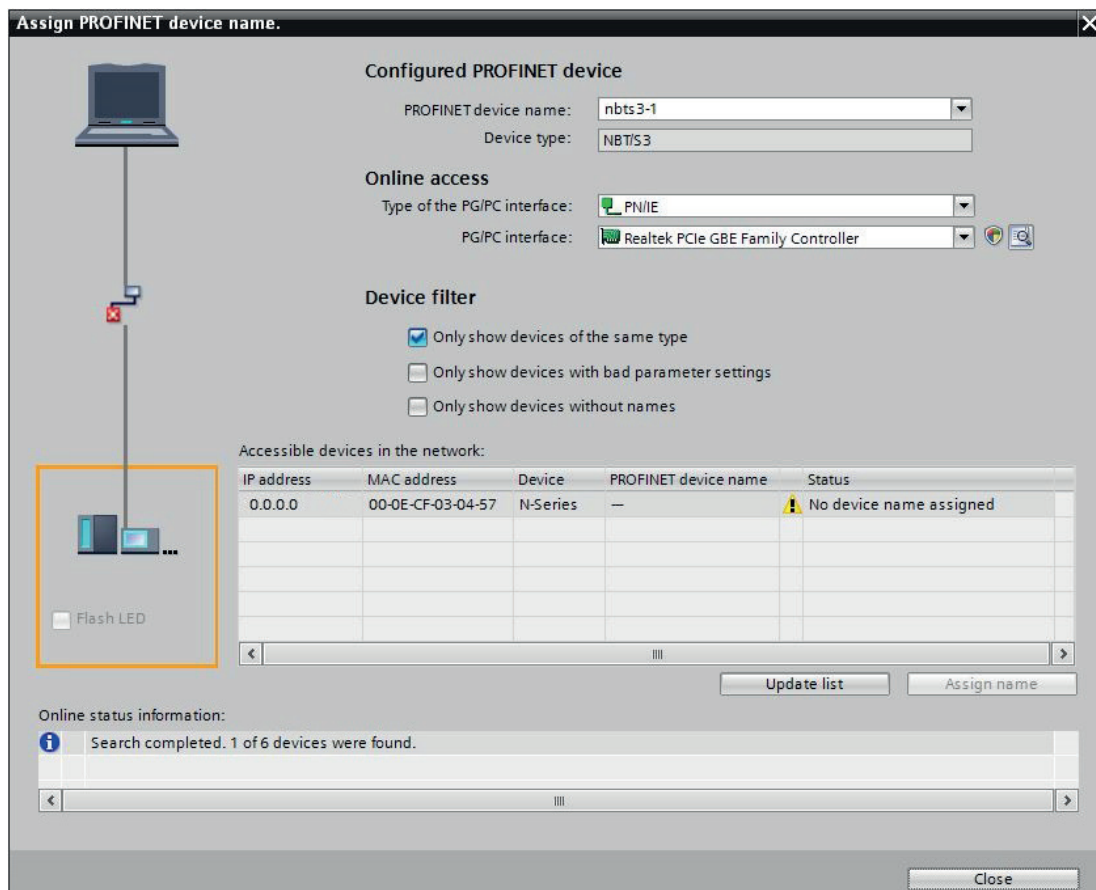 Assign PROFINET device name.
Configured PROFINET device
PROFINET device name: nbts3-1
Device type: NBT/S3
Online access
Type of the PG/PC interface: PN/IE
PG/PC interface: Realtek PCIe GBE Family Controller
Device filter
Only show devices of the same type
Only show devices with bad parameter settings
Only show devices without names
Accessible devices in the network:
IP address MAC address Device PROFINET device name Status
0.0.0.0 00-0E-CF-03-04-57 N-Series — No device name assigned
Flash LED
Update list Assign name
Online status information:
Search completed. 1 of 6 devices were found.
Close